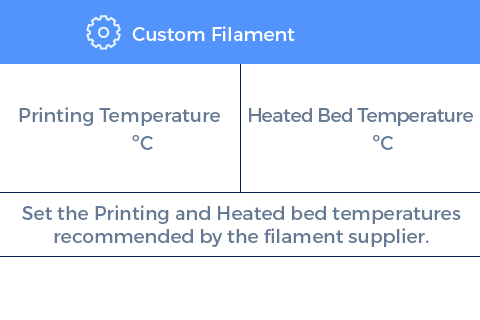 Custom Filament
Printing Temperature
°C
Heated Bed Temperature
°C
Set the Printing and Heated bed temperatures
recommended by the filament supplier.